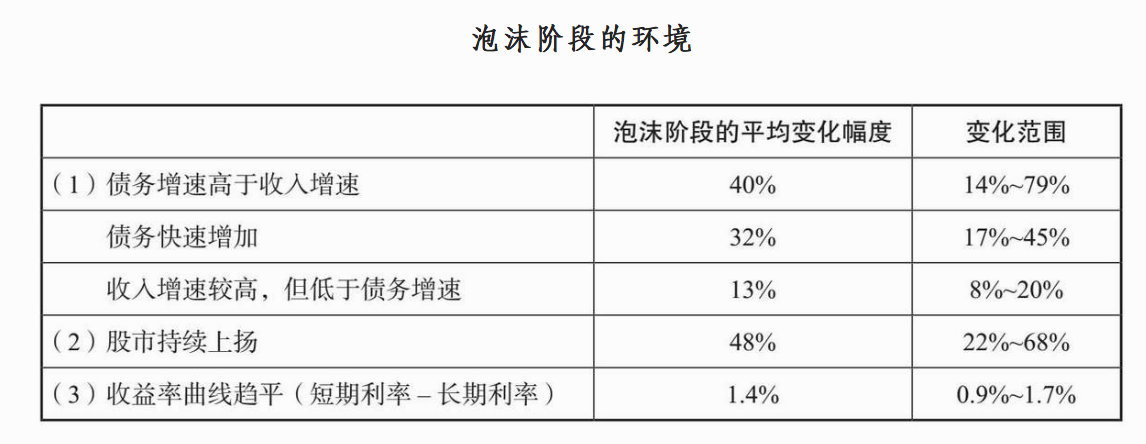 泡沫阶段的环境
泡沫阶段的平均变化幅度 变化范围
（1）债务增速高于收入增速 40% 14%~79%
债务快速增加 32% 17%~45%
收入增速较高，但低于债务增速 13% 8%~20%
（2）股市持续上扬 48% 22%~68%
（3）收益率曲线趋平（短期利率 – 长期利率） 1.4% 0.9%~1.7%